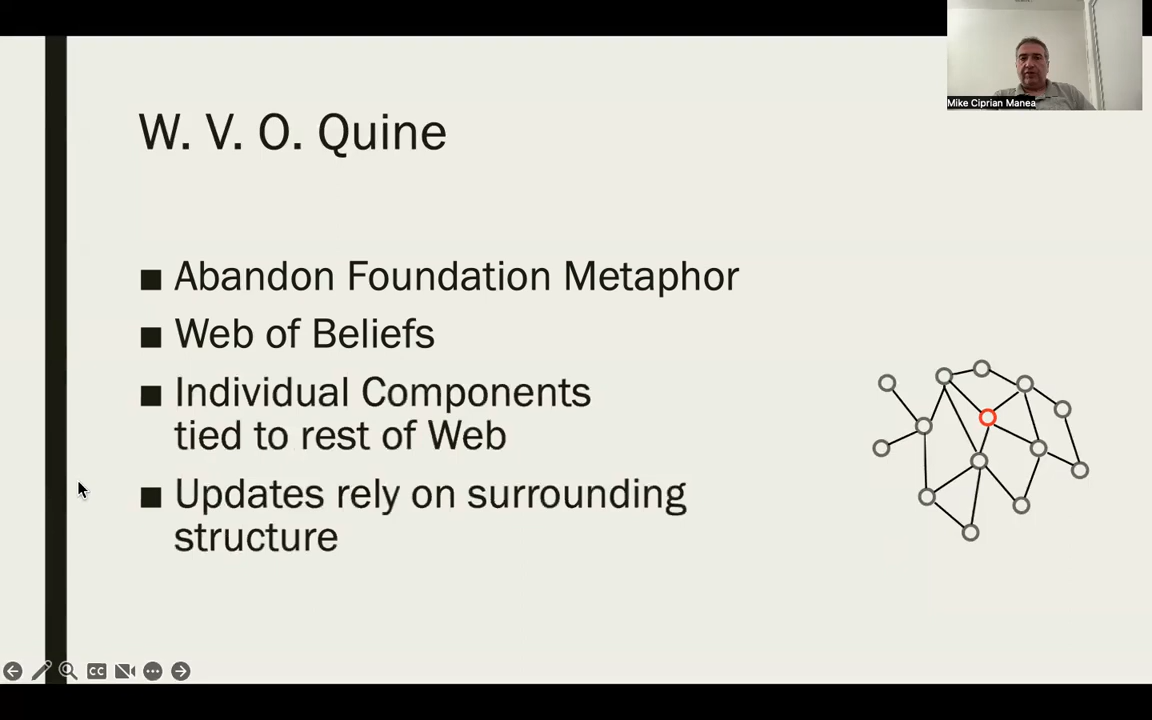 Mike Ciprian Manea
W. V. O. Quine
■ Abandon Foundation Metaphor
■ Web of Beliefs
■ Individual Components
tied to rest of Web
■ Updates rely on surrounding
structure
CC